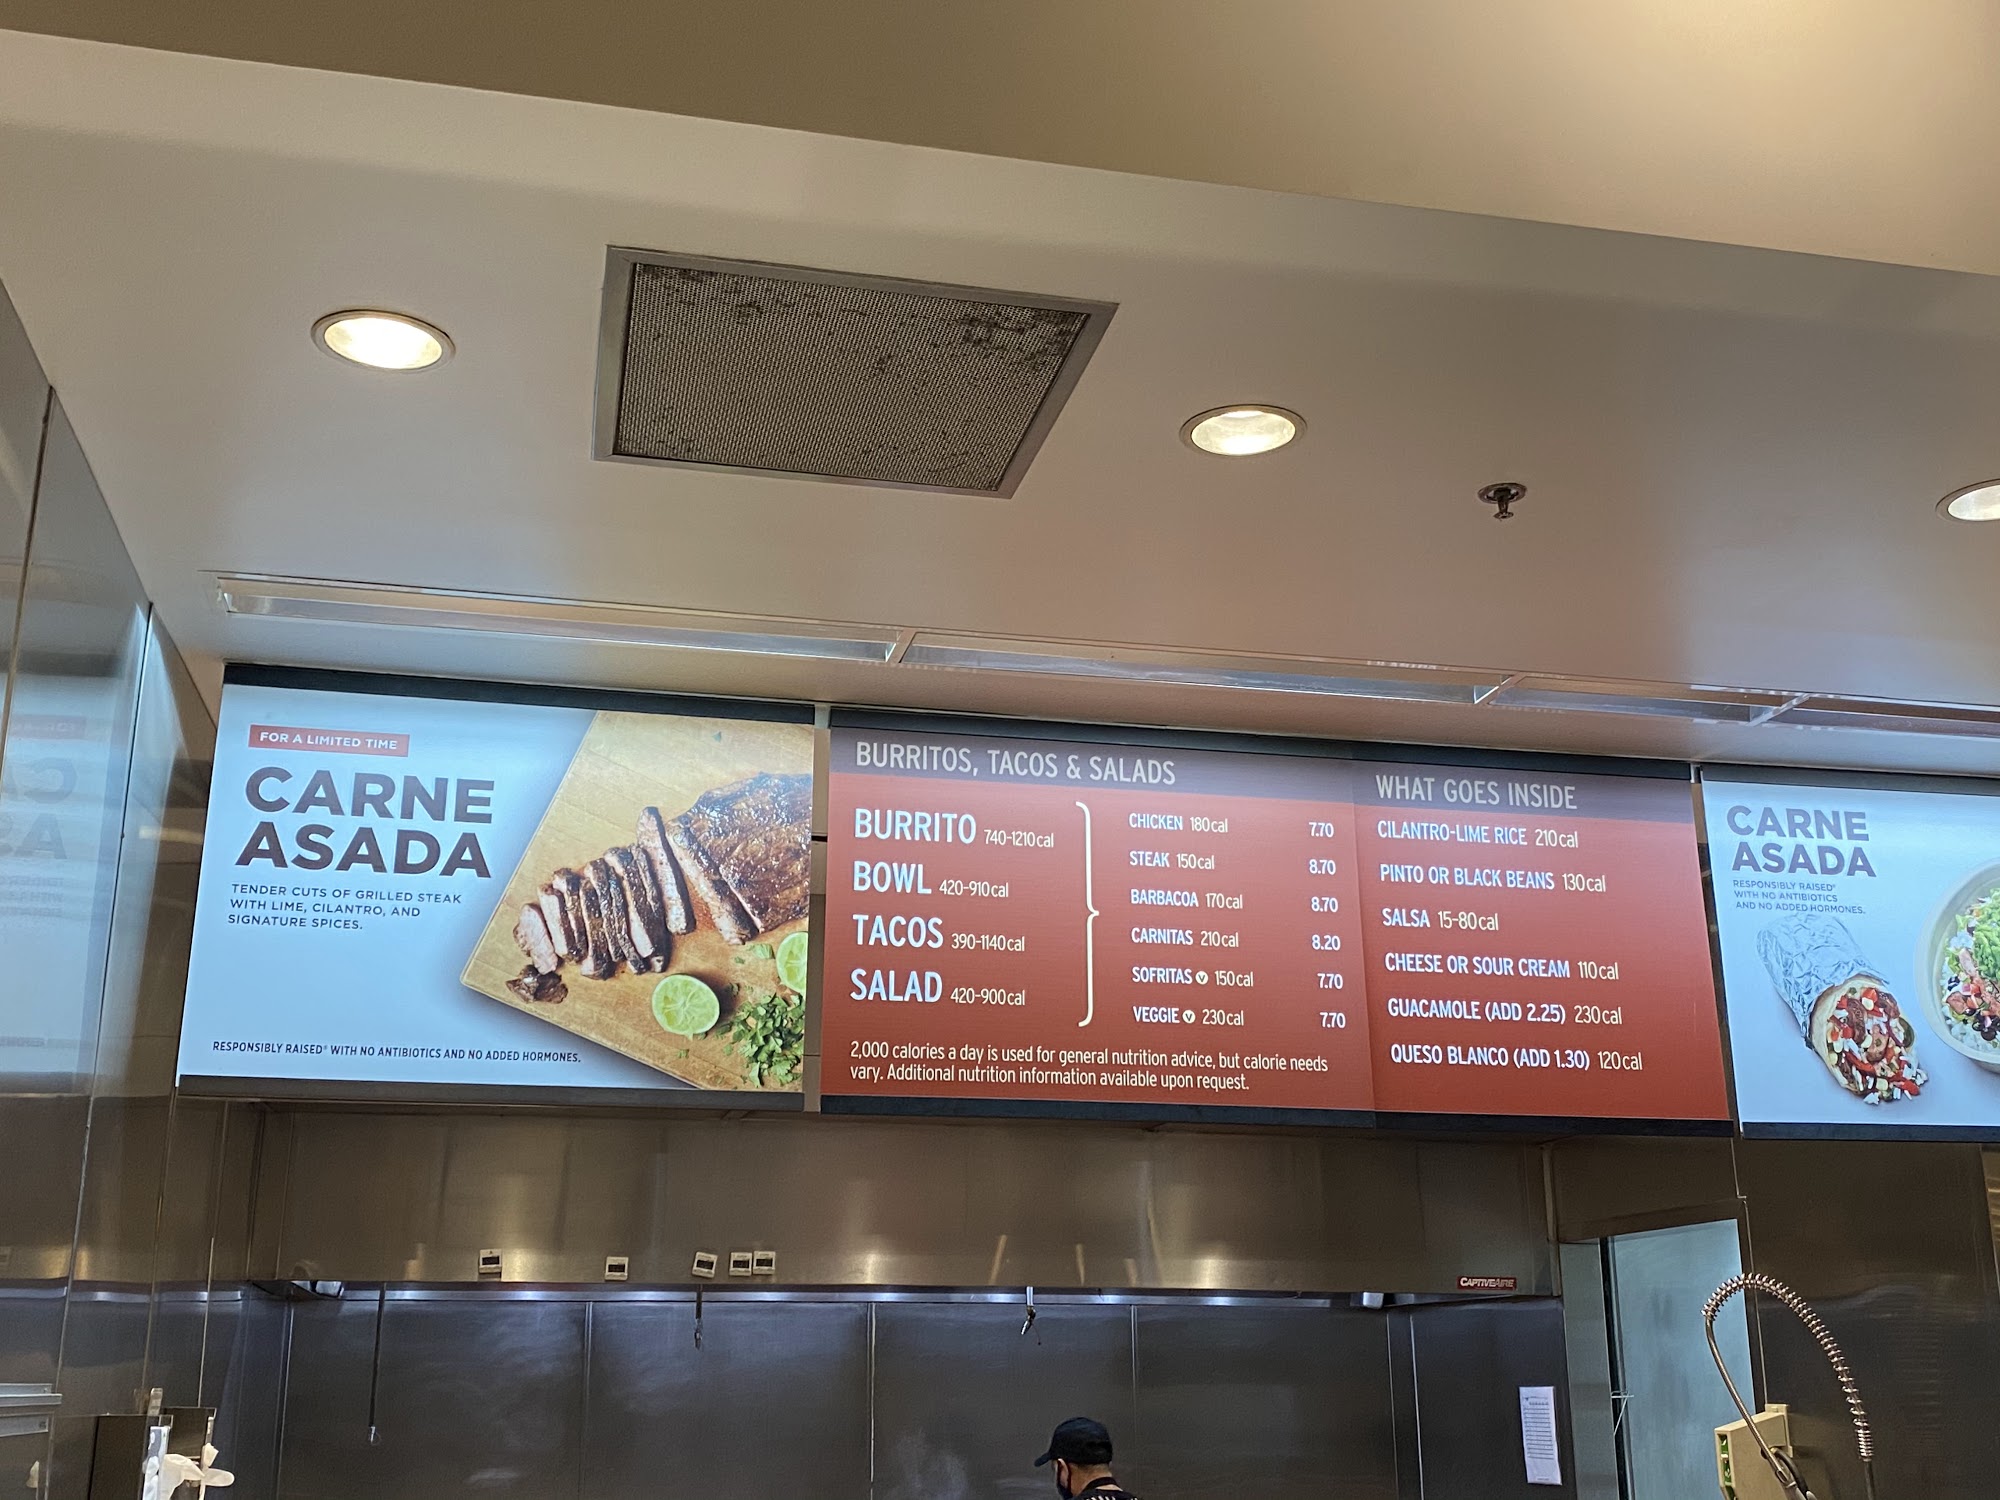 FOR A LIMITED TIME
CARNE
ASADA
TENDER CUTS OF GRILLED STEAK
WITH LIME, CILANTRO, AND
SIGNATURE SPICES.
RESPONSIBLY RAISED® WITH NO ANTIBIOTICS AND NO ADDED HORMONES.
BURRITOS, TACOS & SALADS
BURRITO 740-1210cal
BOWL 420-910cal
TACOS 390-1140cal
SALAD 420-900cal
CHICKEN 180cal 7.70
STEAK 150cal 8.70
BARBACOA 170cal 8.70
CARNITAS 210cal 8.20
SOFRITAS V 150cal 7.70
VEGGIE V 230cal 7.70
2,000 calories a day is used for general nutrition advice, but calorie needs
vary. Additional nutrition information available upon request.
WHAT GOES INSIDE
CILANTRO-LIME RICE 210cal
PINTO OR BLACK BEANS 130cal
SALSA 15-80cal
CHEESE OR SOUR CREAM 110cal
GUACAMOLE (ADD 2.25) 230cal
QUESO BLANCO (ADD 1.30) 120cal
CARNE
ASADA
RESPONSIBLY RAISED®
WITH NO ANTIBIOTICS
AND NO ADDED HORMONES.
CAPTIVEAIRE